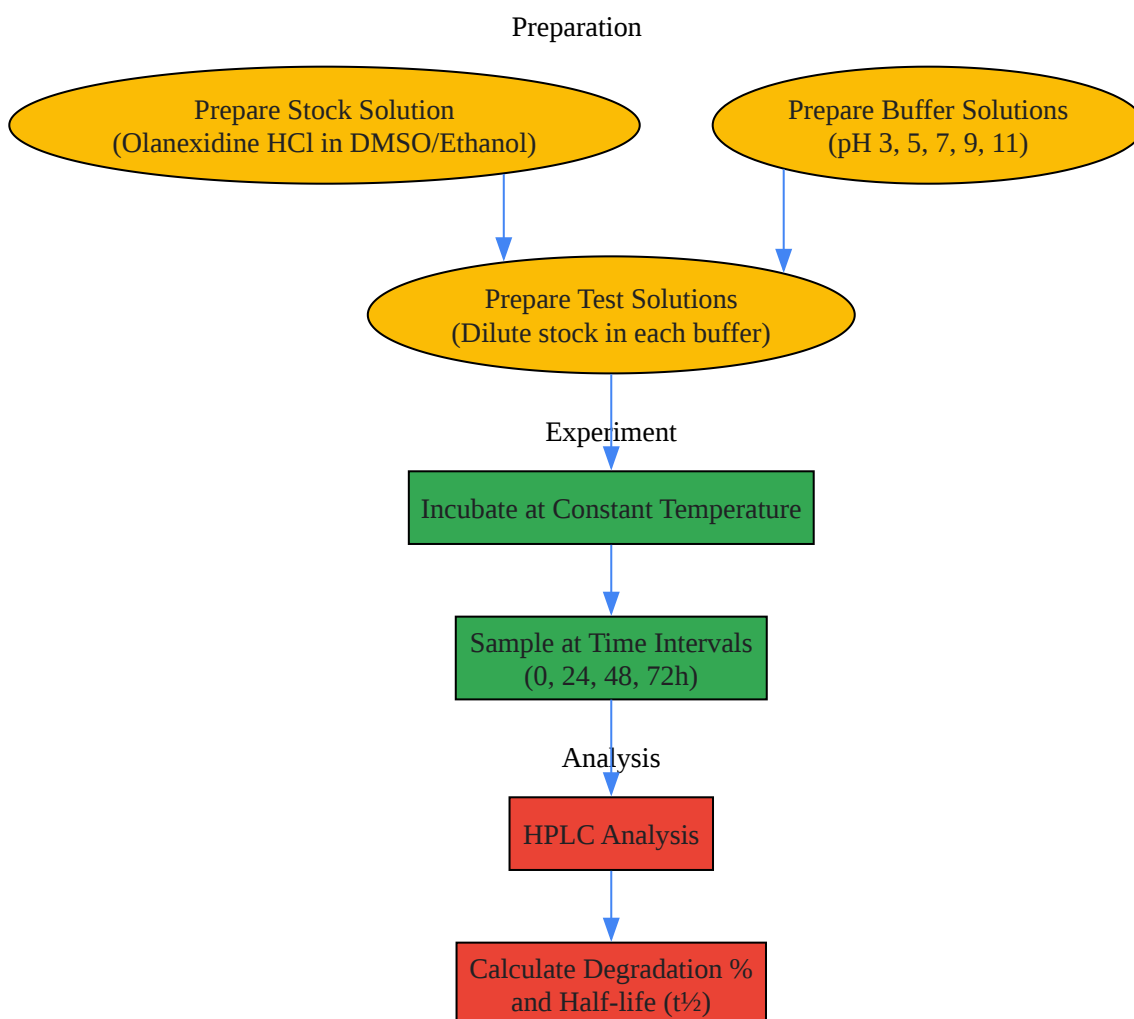 Preparation
Prepare Stock Solution
(Olanexidine HCl in DMSO/Ethanol)
Prepare Buffer Solutions
(pH 3, 5, 7, 9, 11)
Prepare Test Solutions
(Dilute stock in each buffer)
Experiment
Incubate at Constant Temperature
Sample at Time Intervals
(0, 24, 48, 72h)
Analysis
HPLC Analysis
Calculate Degradation %
and Half-life (t½)